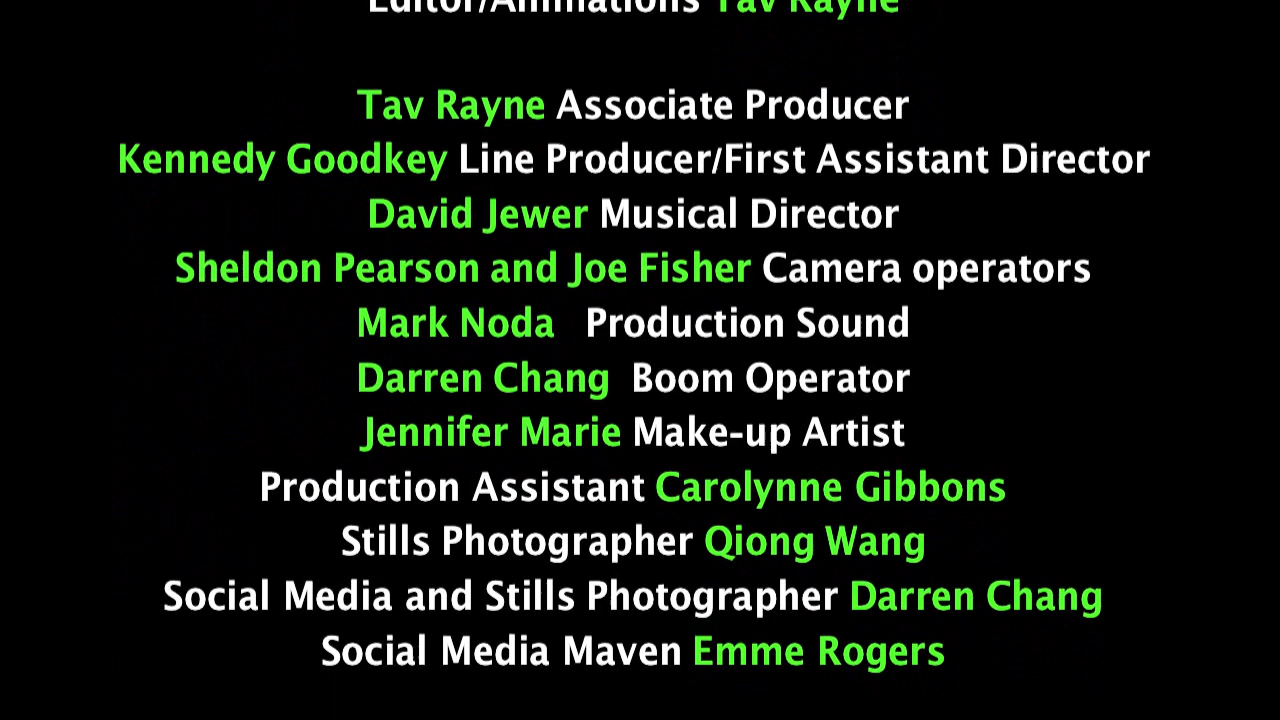 Editor/Animations Tav Rayne
Tav Rayne Associate Producer
Kennedy Goodkey Line Producer/First Assistant Director
David Jewer Musical Director
Sheldon Pearson and Joe Fisher Camera operators
Mark Noda Production Sound
Darren Chang Boom Operator
Jennifer Marie Make-up Artist
Production Assistant Carolynne Gibbons
Stills Photographer Qiong Wang
Social Media and Stills Photographer Darren Chang
Social Media Maven Emme Rogers